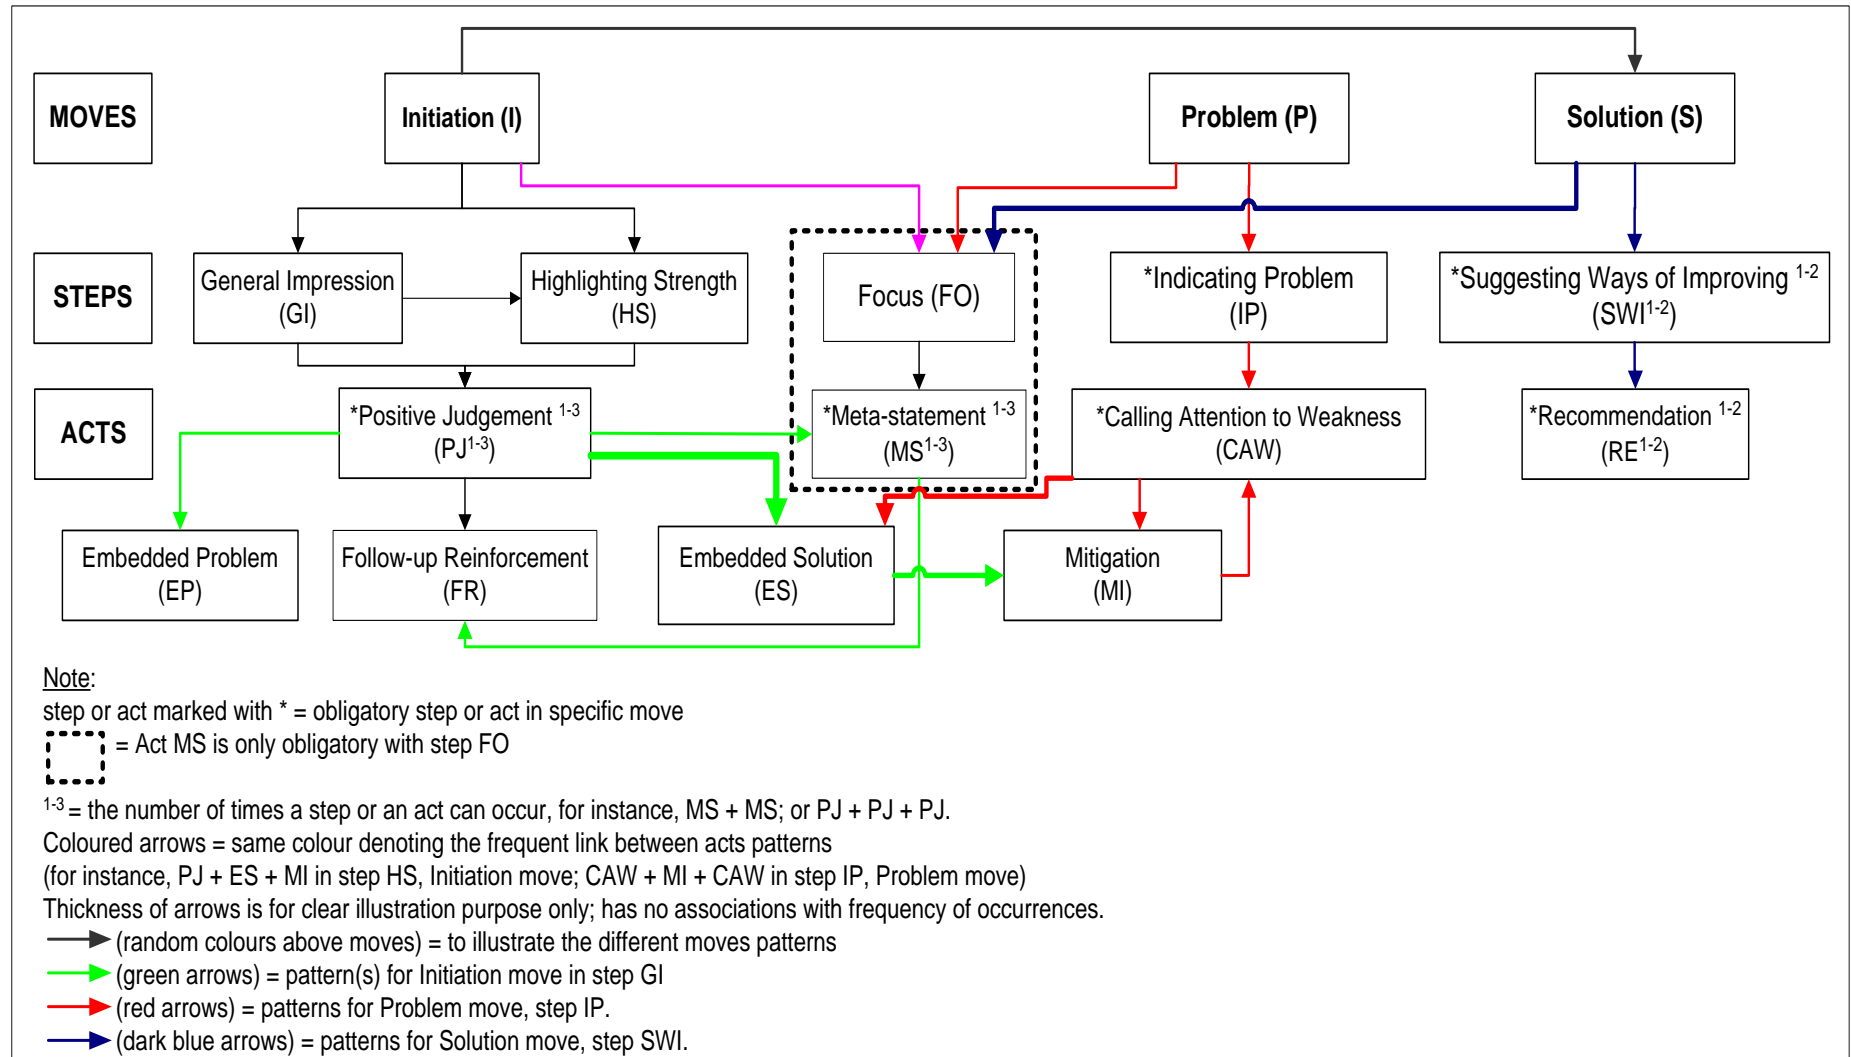 MOVES
Initiation (I)
Problem (P)
Solution (S)
STEPS
General Impression
(GI)
Highlighting Strength
(HS)
Focus (FO)
*Indicating Problem
(IP)
*Suggesting Ways of Improving 1-2
(SWI1-2)
ACTS
*Positive Judgement 1-3
(PJ1-3)
*Meta-statement 1-3
(MS1-3)
*Calling Attention to Weakness
(CAW)
*Recommendation 1-2
(RE1-2)
Embedded Problem
(EP)
Follow-up Reinforcement
(FR)
Embedded Solution
(ES)
Mitigation
(MI)
Note:
step or act marked with * = obligatory step or act in specific move
= Act MS is only obligatory with step FO
1-3 = the number of times a step or an act can occur, for instance, MS + MS; or PJ + PJ + PJ.
Coloured arrows = same colour denoting the frequent link between acts patterns
(for instance, PJ + ES + MI in step HS, Initiation move; CAW + MI + CAW in step IP, Problem move)
Thickness of arrows is for clear illustration purpose only; has no associations with frequency of occurrences.
(random colours above moves) = to illustrate the different moves patterns
(green arrows) = pattern(s) for Initiation move in step GI
(red arrows) = patterns for Problem move, step IP.
(dark blue arrows) = patterns for Solution move, step SWI.